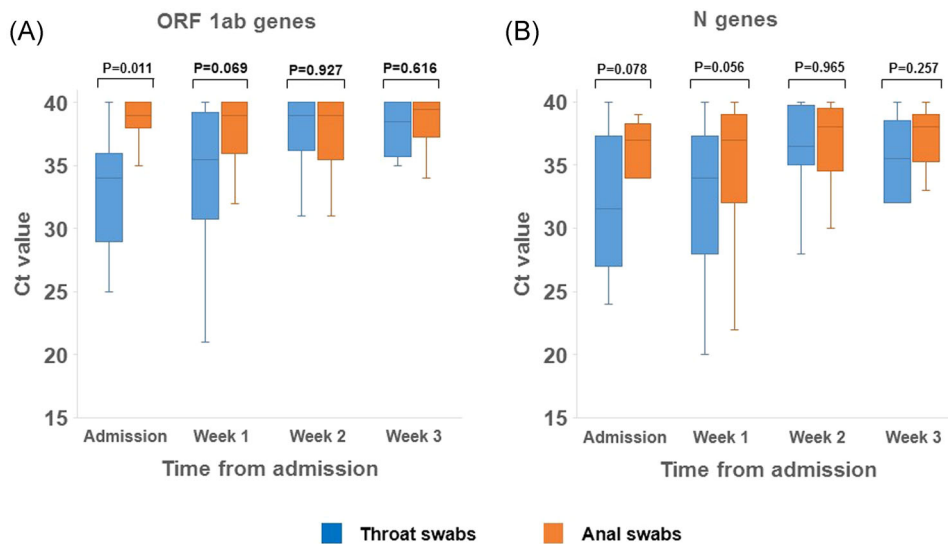 (A)
ORF 1ab genes
P=0.011 P=0.069 P=0.927 P=0.616
40
35
30
25
20
15
Ct value
Admission Week 1 Week 2 Week 3
Time from admission
(B)
N genes
P=0.078 P=0.056 P=0.965 P=0.257
40
35
30
25
20
15
Ct value
Admission Week 1 Week 2 Week 3
Time from admission
Throat swabs Anal swabs